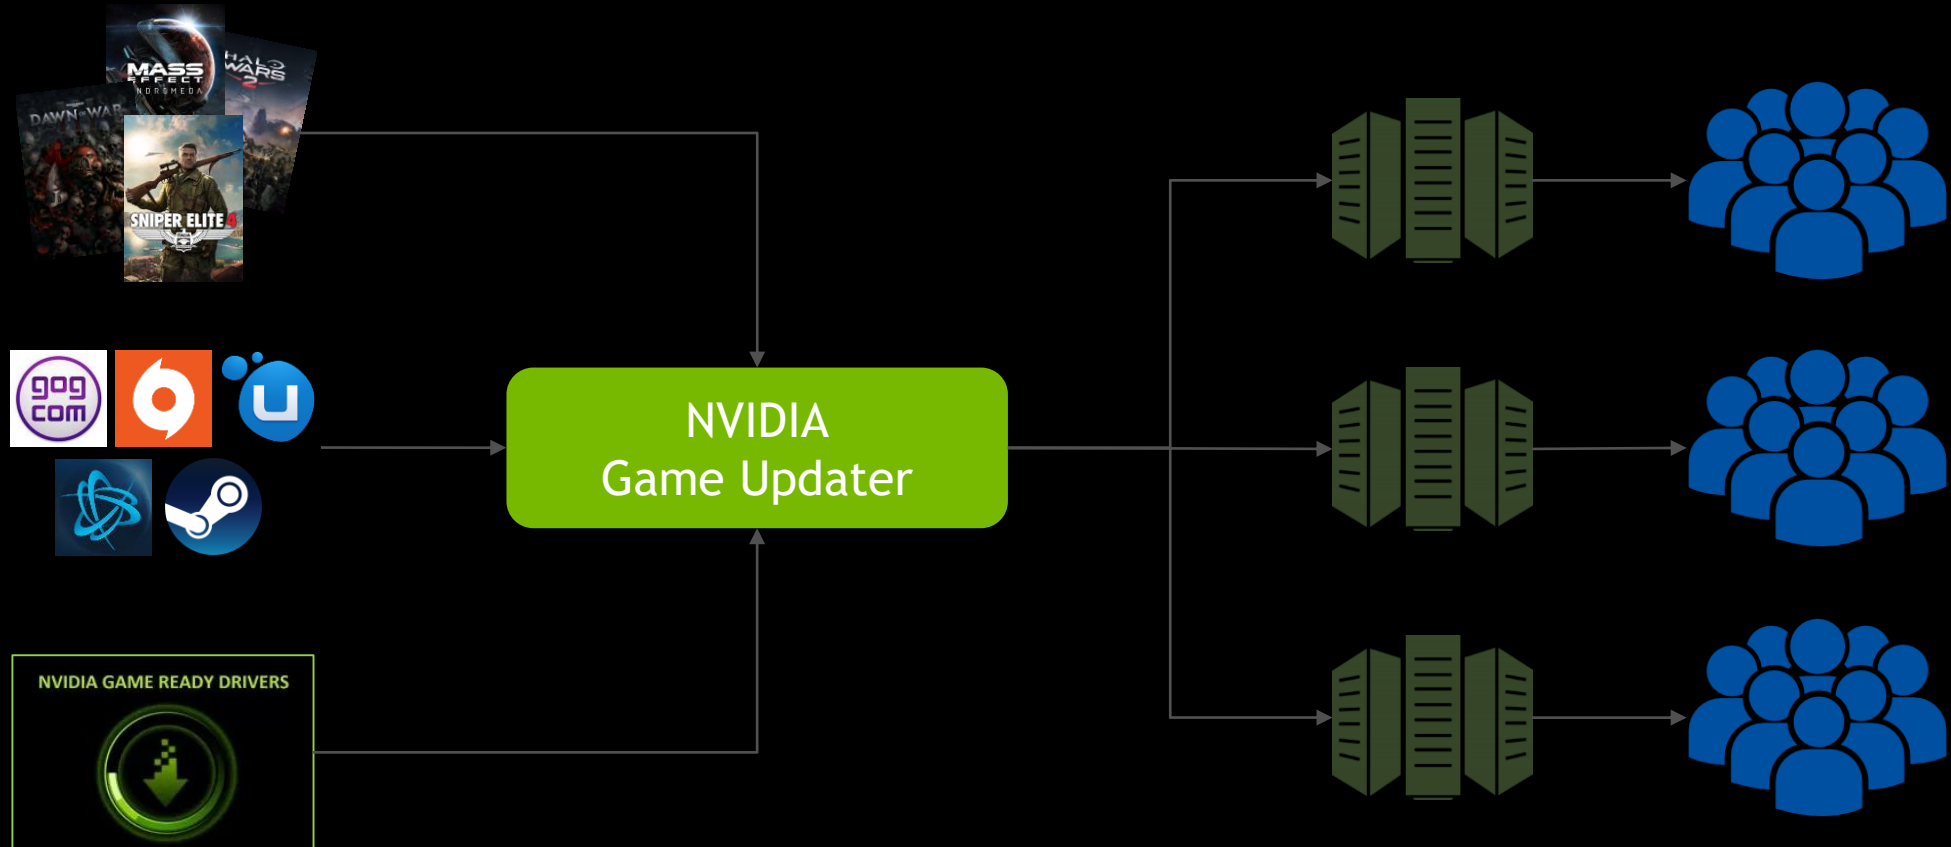 MASS
EFFECT
ANDROMEDA
HALO
WARS
2
DAWN OF WAR
SNIPER ELITE 4
gog
com
u
NVIDIA
Game Updater
NVIDIA GAME READY DRIVERS